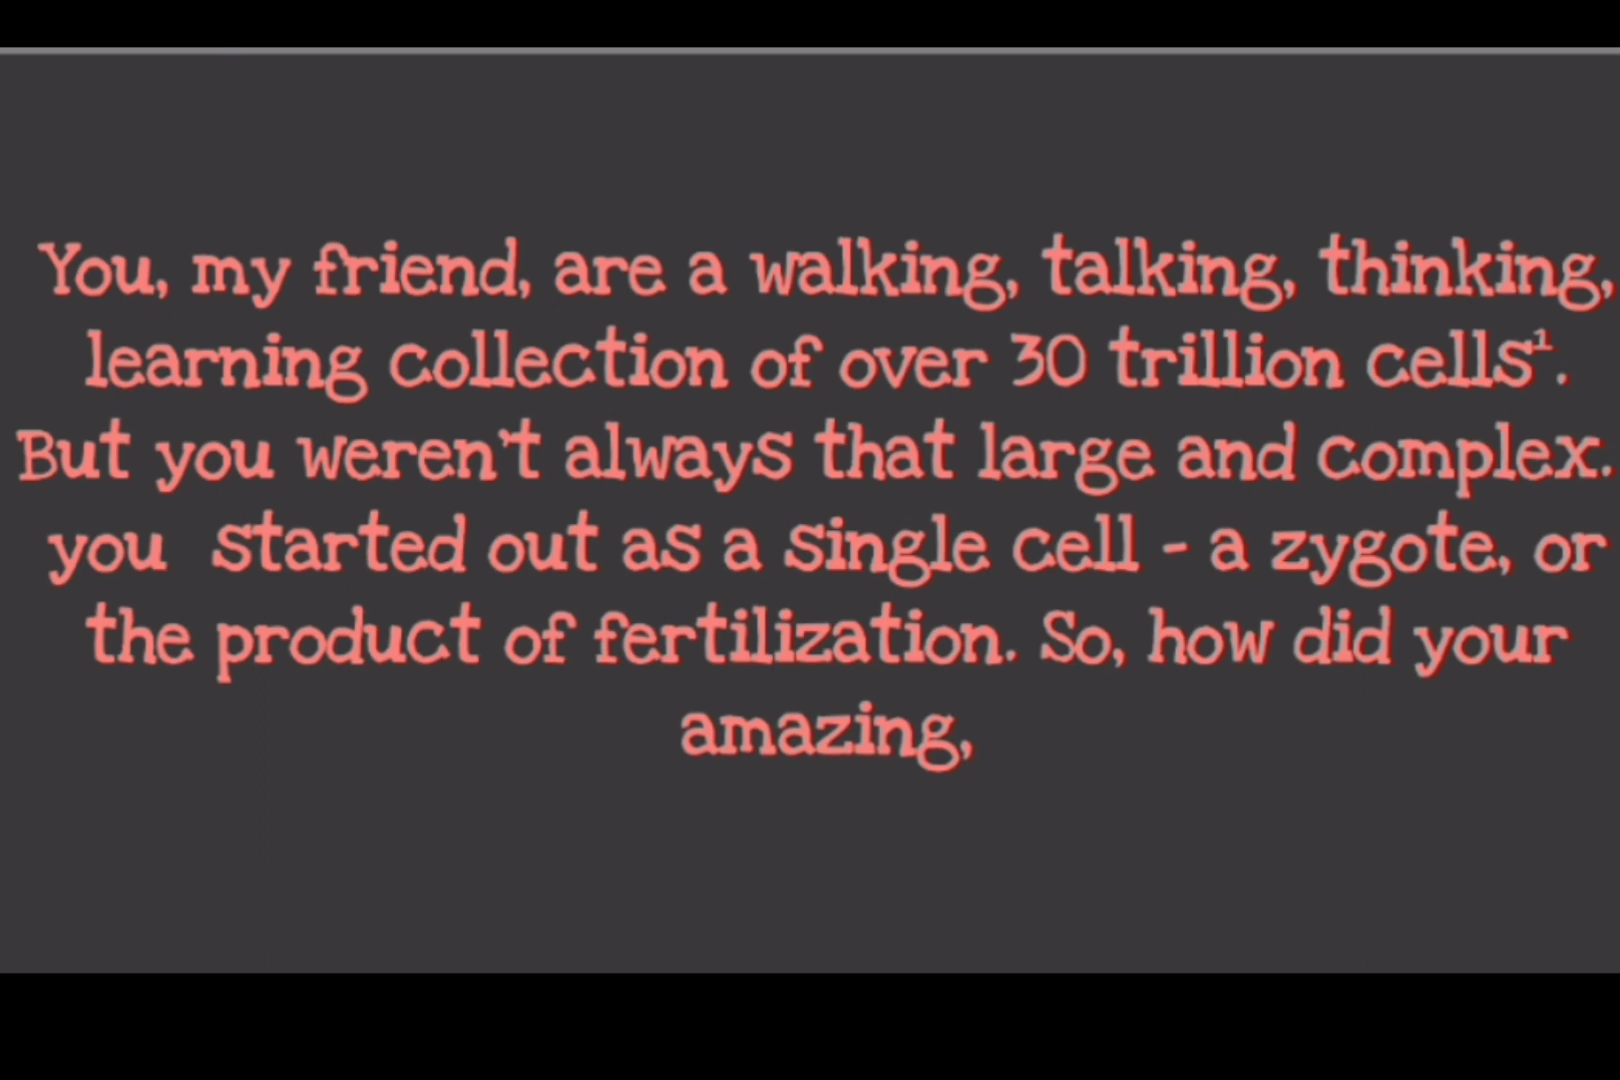 You, my friend, are a walking, talking, thinking,
learning collection of over 30 trillion cells¹.
But you weren't always that large and complex.
you  started out as a single cell - a zygote, or
the product of fertilization. So, how did your
amazing,